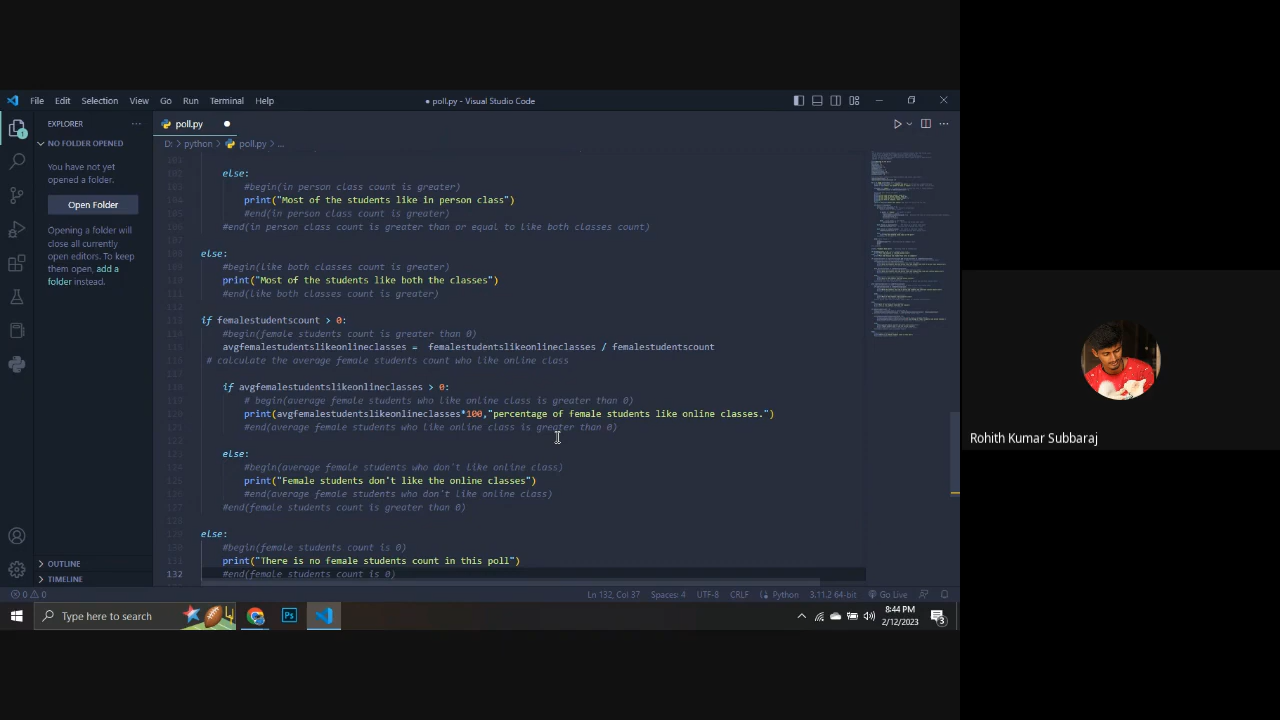 File Edit Selection View Go Run Terminal Help
● poll.py - Visual Studio Code
EXPLORER
NO FOLDER OPENED
You have not yet
opened a folder.
Open Folder
Opening a folder will
close all currently
open editors. To keep
them open, add a
folder instead.
OUTLINE
TIMELINE
poll.py
D: > python > poll.py > ...
else:
#begin(in person class count is greater)
print("Most of the students like in person class")
#end(in person class count is greater)
#end(in person class count is greater than or equal to like both classes count)
else:
#begin(like both classes count is greater)
print("Most of the students like both the classes")
#end(like both classes count is greater)
if femalestudentscount > 0:
#begin(female students count is greater than 0)
avgfemalestudentslikeonlineclasses = femalestudentslikeonlineclasses / femalestudentscount
# calculate the average female students count who like online class
if avgfemalestudentslikeonlineclasses > 0:
# begin(average female students who like online class is greater than 0)
print(avgfemalestudentslikeonlineclasses*100,"percentage of female students like online classes.")
#end(average female students who like online class is greater than 0)
else:
#begin(average female students who don't like online class)
print("Female students don't like the online classes")
#end(average female students who don't like online class)
#end(female students count is greater than 0)
else:
#begin(female students count is 0)
print("There is no female students count in this poll")
132 #end(female students count is 0)
0 0 Ln 132, Col 37 Spaces: 4 UTF-8 CRLF Python 3.11.2 64-bit Go Live
Type here to search
8:44 PM
2/12/2023
3
Rohith Kumar Subbaraj